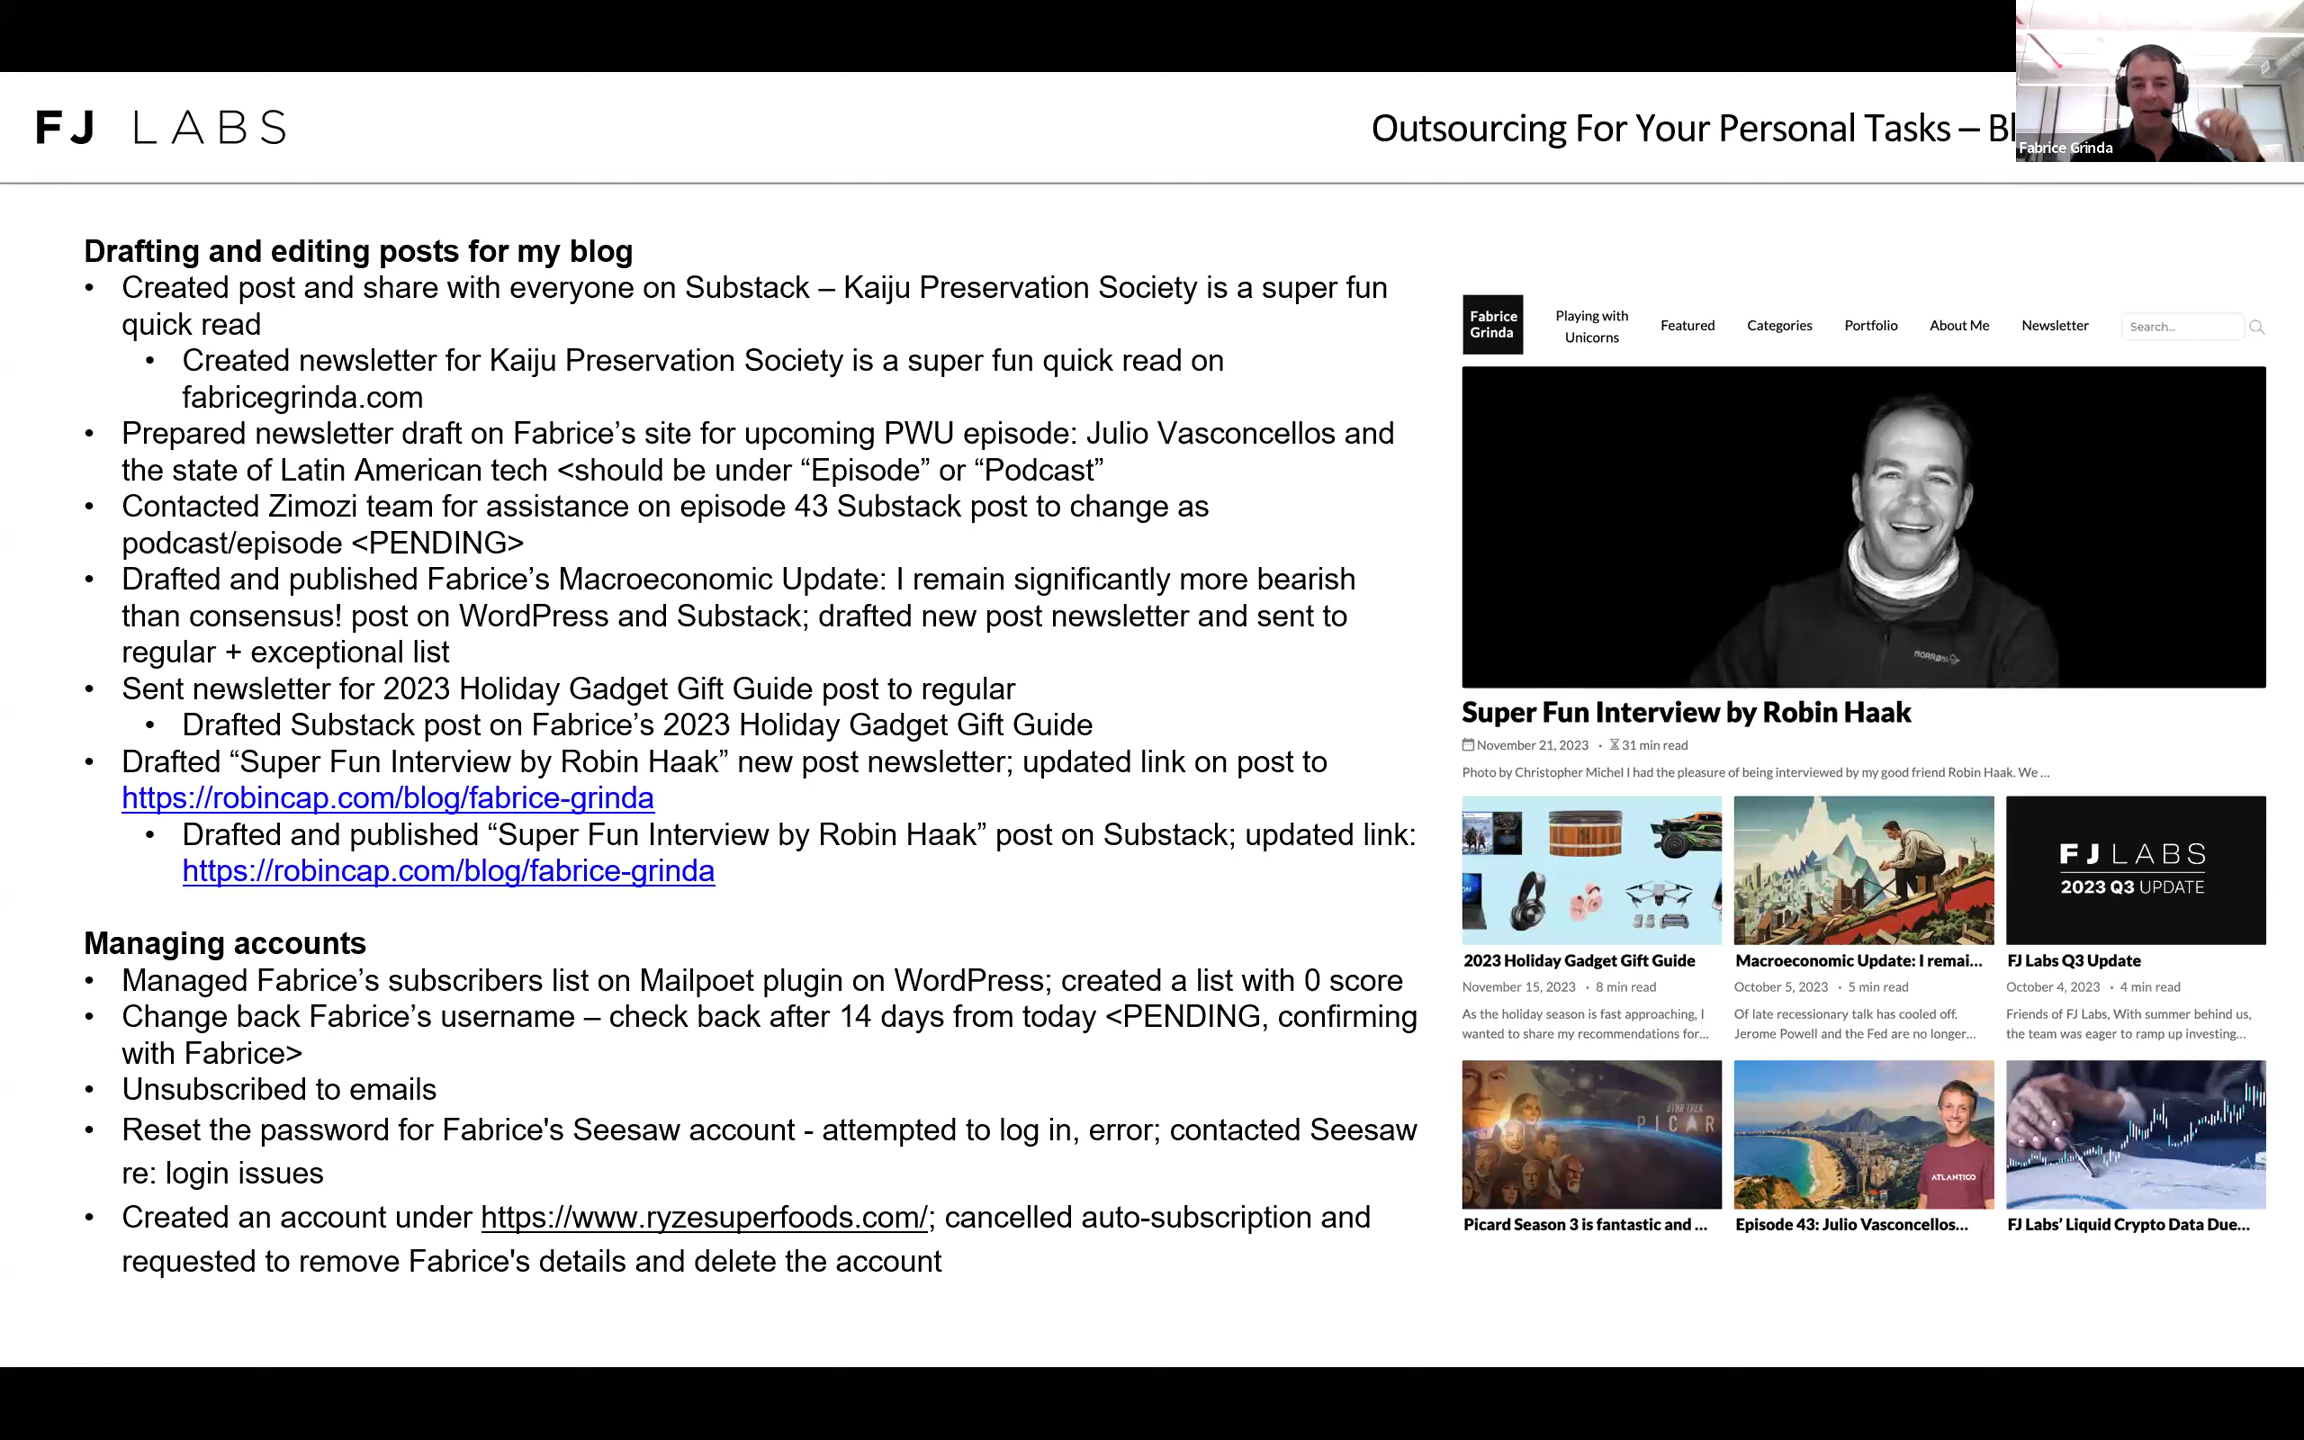 FJ LABS
Outsourcing For Your Personal Tasks – Bl
Fabrice Grinda
Drafting and editing posts for my blog
• Created post and share with everyone on Substack – Kaiju Preservation Society is a super fun
quick read
• Created newsletter for Kaiju Preservation Society is a super fun quick read on
fabricegrinda.com
• Prepared newsletter draft on Fabrice’s site for upcoming PWU episode: Julio Vasconcellos and
the state of Latin American tech <should be under “Episode” or “Podcast”
• Contacted Zimozi team for assistance on episode 43 Substack post to change as
podcast/episode <PENDING>
• Drafted and published Fabrice’s Macroeconomic Update: I remain significantly more bearish
than consensus! post on WordPress and Substack; drafted new post newsletter and sent to
regular + exceptional list
• Sent newsletter for 2023 Holiday Gadget Gift Guide post to regular
• Drafted Substack post on Fabrice’s 2023 Holiday Gadget Gift Guide
• Drafted “Super Fun Interview by Robin Haak” new post newsletter; updated link on post to
https://robincap.com/blog/fabrice-grinda
• Drafted and published “Super Fun Interview by Robin Haak” post on Substack; updated link:
https://robincap.com/blog/fabrice-grinda
Managing accounts
• Managed Fabrice’s subscribers list on Mailpoet plugin on WordPress; created a list with 0 score
• Change back Fabrice’s username – check back after 14 days from today <PENDING, confirming
with Fabrice>
• Unsubscribed to emails
• Reset the password for Fabrice's Seesaw account - attempted to log in, error; contacted Seesaw
re: login issues
• Created an account under https://www.ryzesuperfoods.com/; cancelled auto-subscription and
requested to remove Fabrice's details and delete the account
Fabrice
Grinda
Playing with
Unicorns
Featured
Categories
Portfolio
About Me
Newsletter
Search...
Super Fun Interview by Robin Haak
November 21, 2023 · 31 min read
Photo by Christopher Michel I had the pleasure of being interviewed by my good friend Robin Haak. We ...
FJ LABS
2023 Q3 UPDATE
2023 Holiday Gadget Gift Guide
November 15, 2023 · 8 min read
As the holiday season is fast approaching, I
wanted to share my recommendations for...
Macroeconomic Update: I remai...
October 5, 2023 · 5 min read
Of late recessionary talk has cooled off.
Jerome Powell and the Fed are no longer...
FJ Labs Q3 Update
October 4, 2023 · 4 min read
Friends of FJ Labs, With summer behind us,
the team was eager to ramp up investing...
STAR TREK
PICAR
ATLANTICO
Picard Season 3 is fantastic and ...
Episode 43: Julio Vasconcellos...
FJ Labs’ Liquid Crypto Data Due...